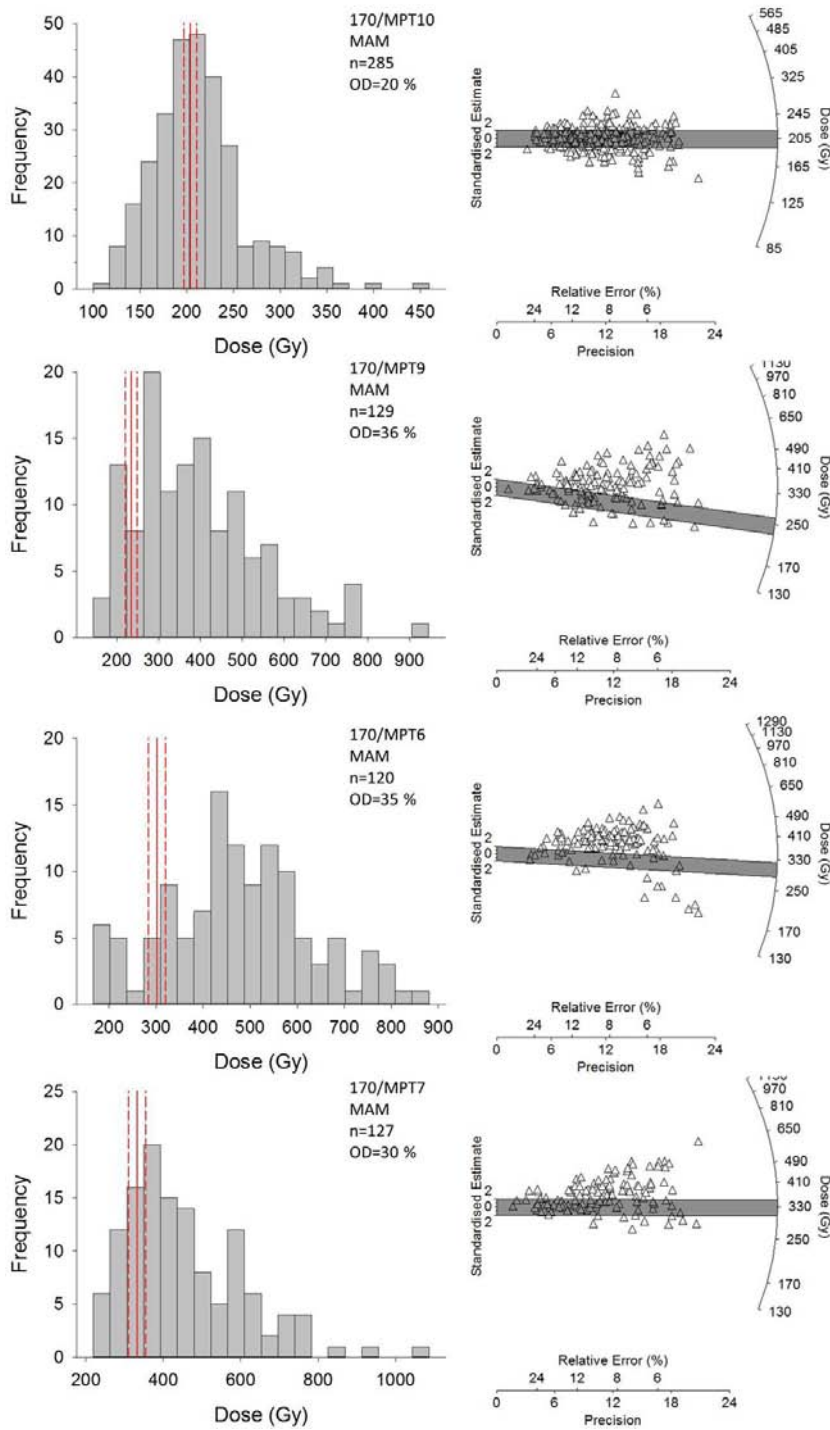 50
40
30
20
10
0
Frequency
100 150 200 250 300 350 400 450
Dose (Gy)
170/MPT10
MAM
n=285
OD=20 %
Standardised Estimate
2
0
2
565
485
405
325
245
205
165
125
85
Dose (Gy)
Relative Error (%)
24 12 8 6
0 6 12 18 24
Precision
20
15
10
5
0
Frequency
200 300 400 500 600 700 800 900
Dose (Gy)
170/MPT9
MAM
n=129
OD=36 %
Standardised Estimate
2
0
2
1130
970
810
650
490
410
330
250
170
130
Dose (Gy)
Relative Error (%)
24 12 8 6
0 6 12 18 24
Precision
20
15
10
5
0
Frequency
200 300 400 500 600 700 800 900
Dose (Gy)
170/MPT6
MAM
n=120
OD=35 %
Standardised Estimate
2
0
2
1290
1130
970
810
650
490
410
330
250
170
130
Dose (Gy)
Relative Error (%)
24 12 8 6
0 6 12 18 24
Precision
25
20
15
10
5
0
Frequency
200 400 600 800 1000
Dose (Gy)
170/MPT7
MAM
n=127
OD=30 %
Standardised Estimate
2
0
2
970
810
650
490
410
330
250
170
130
Dose (Gy)
Relative Error (%)
24 12 8 6
0 6 12 18 24
Precision